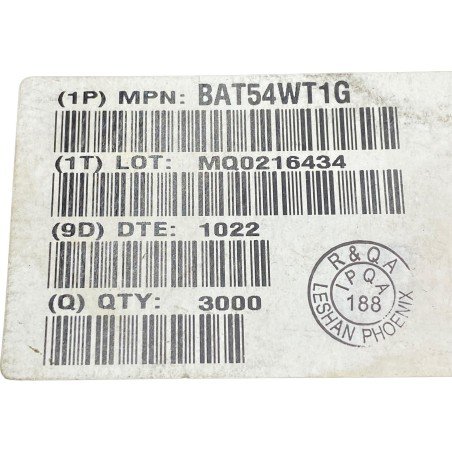 (1P) MPN: BAT54WT1G
(1T) LOT: MQ0216434
(9D) DTE: 1022
(Q) QTY: 3000
R & QA
IPQA
188
LESHAN PHOENIX